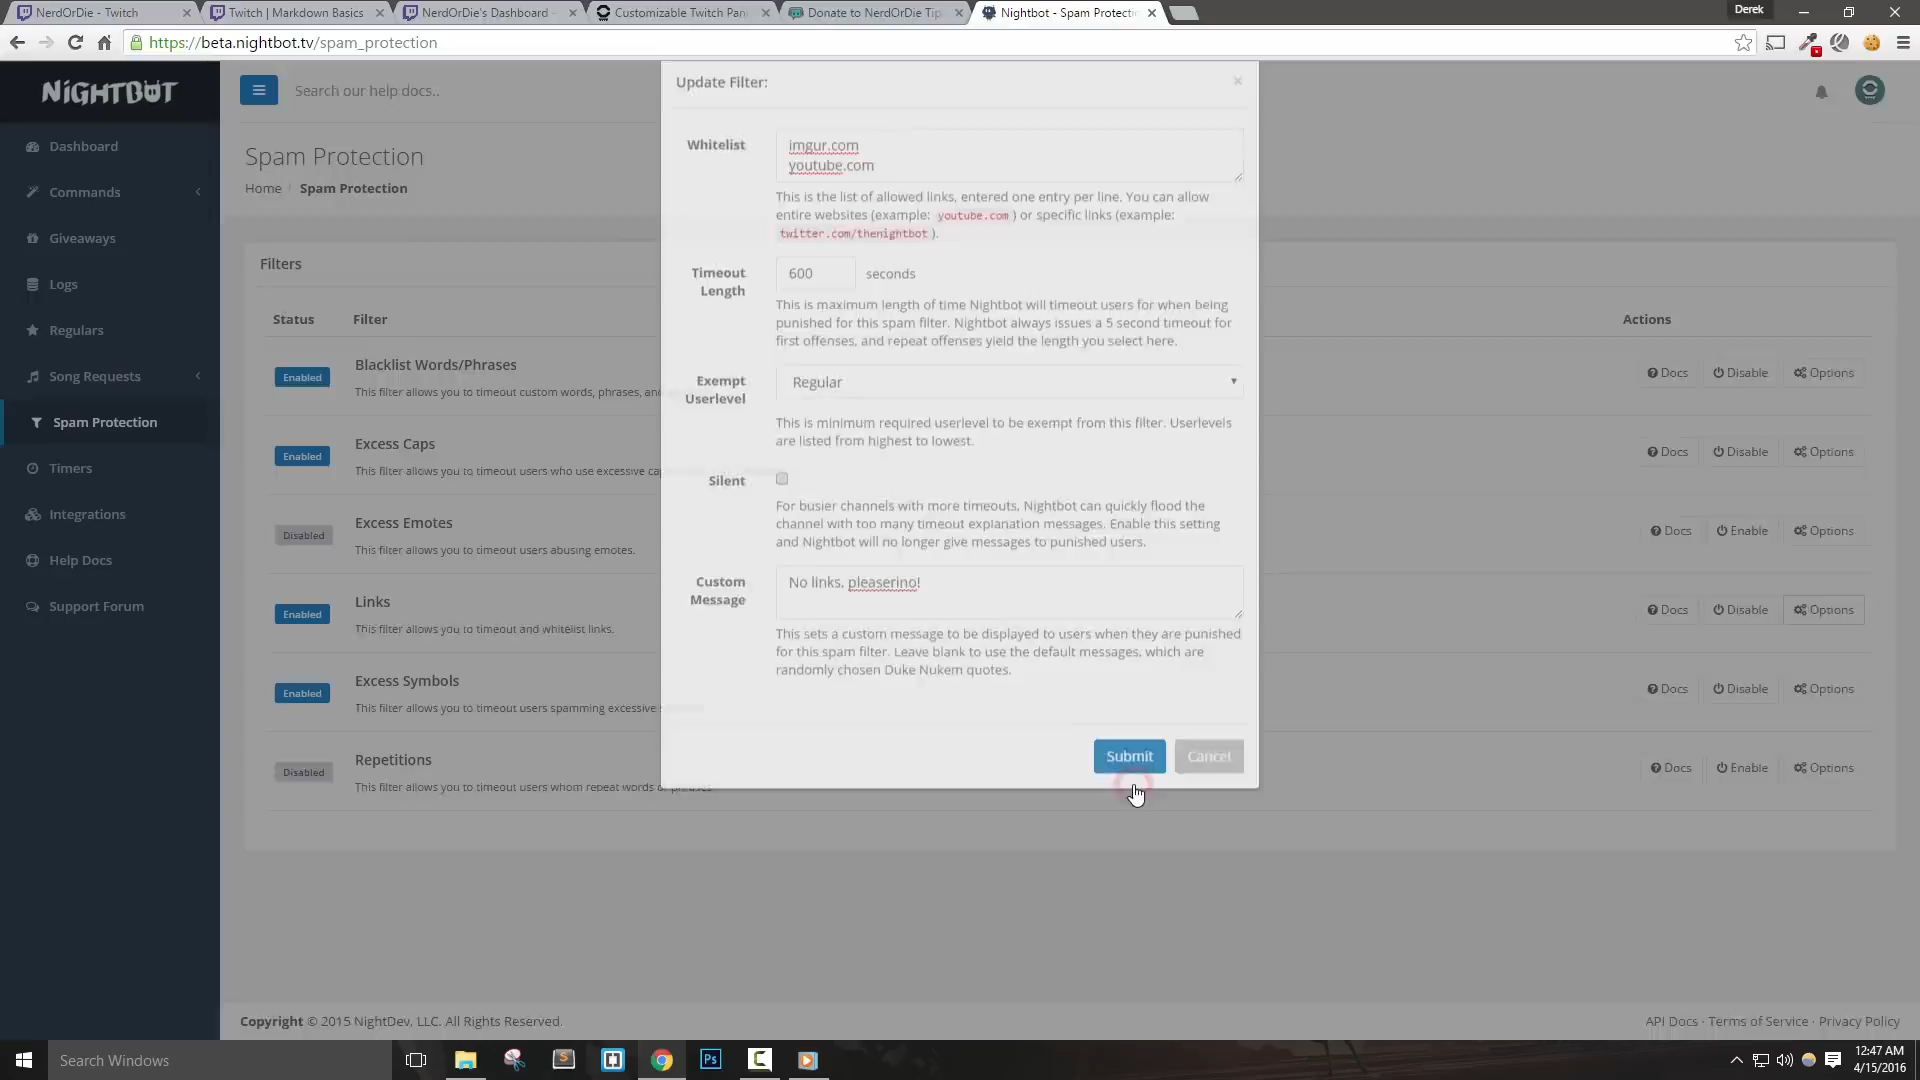 NerdOrDie - Twitch
Twitch | Markdown Basics
NerdOrDie's Dashboard -
Customizable Twitch Pan
Donate to NerdOrDie Tip
Nightbot - Spam Protecti
Derek
https://beta.nightbot.tv/spam_protection
NIGHTBOT
Search our help docs..
Dashboard
Commands
Giveaways
Logs
Regulars
Song Requests
Spam Protection
Timers
Integrations
Help Docs
Support Forum
Spam Protection
Home / Spam Protection
Filters
Status Filter Actions
Enabled Blacklist Words/Phrases Docs Disable Options
This filter allows you to timeout custom words, phrases, an
Enabled Excess Caps Docs Disable Options
This filter allows you to timeout users who use excessive ca
Disabled Excess Emotes Docs Enable Options
This filter allows you to timeout users abusing emotes.
Enabled Links Docs Disable Options
This filter allows you to timeout and whitelist links.
Enabled Excess Symbols Docs Disable Options
This filter allows you to timeout users spamming excessive
Disabled Repetitions Docs Enable Options
This filter allows you to timeout users whom repeat words or phrases.
Update Filter:
×
Whitelist
imgur.com
youtube.com
This is the list of allowed links, entered one entry per line. You can allow
entire websites (example: youtube.com ) or specific links (example:
twitter.com/thenightbot ).
Timeout
Length
600 seconds
This is maximum length of time Nightbot will timeout users for when being
punished for this spam filter. Nightbot always issues a 5 second timeout for
first offenses, and repeat offenses yield the length you select here.
Exempt
Userlevel
Regular
This is minimum required userlevel to be exempt from this filter. Userlevels
are listed from highest to lowest.
Silent
For busier channels with more timeouts, Nightbot can quickly flood the
channel with too many timeout explanation messages. Enable this setting
and Nightbot will no longer give messages to punished users.
Custom
Message
No links, pleaserino!
This sets a custom message to be displayed to users when they are punished
for this spam filter. Leave blank to use the default messages, which are
randomly chosen Duke Nukem quotes.
Submit Cancel
Copyright © 2015 NightDev, LLC. All Rights Reserved.
API Docs · Terms of Service · Privacy Policy
Search Windows
Ps
12:47 AM
4/15/2016